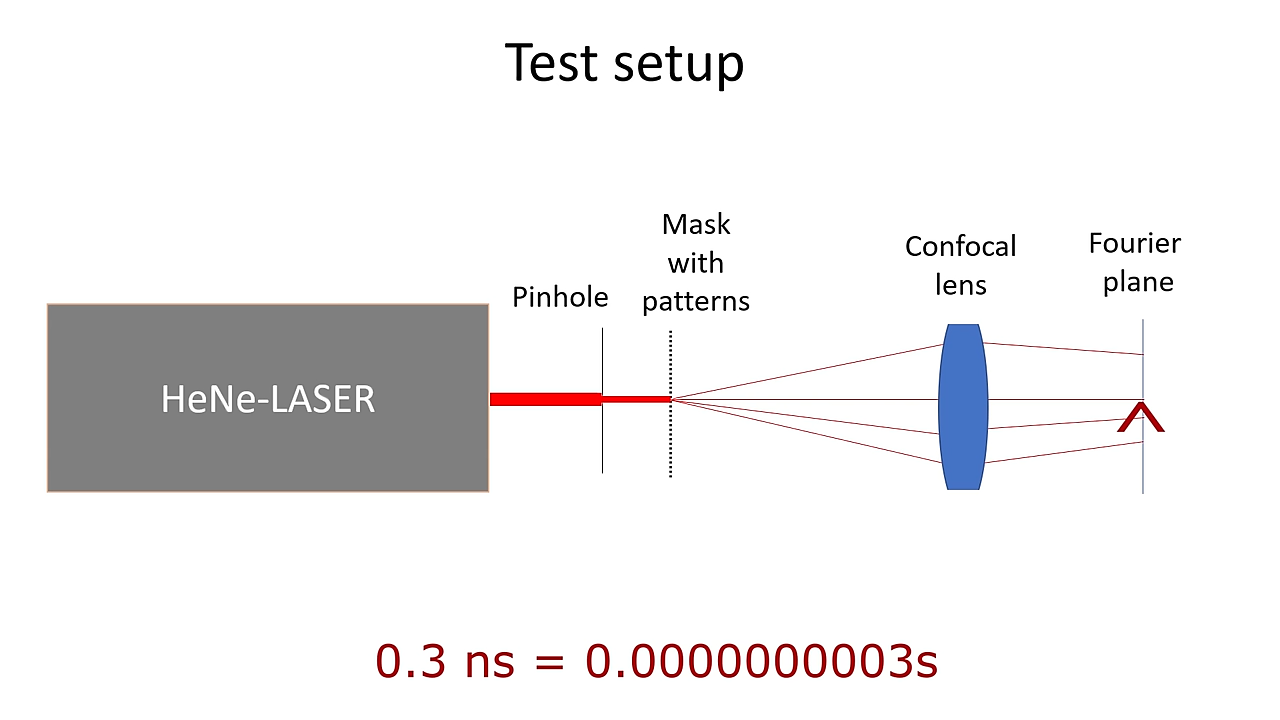 Test setup
Mask
with
patterns
Confocal
lens
Fourier
plane
Pinhole
HeNe-LASER
0.3 ns = 0.0000000003s